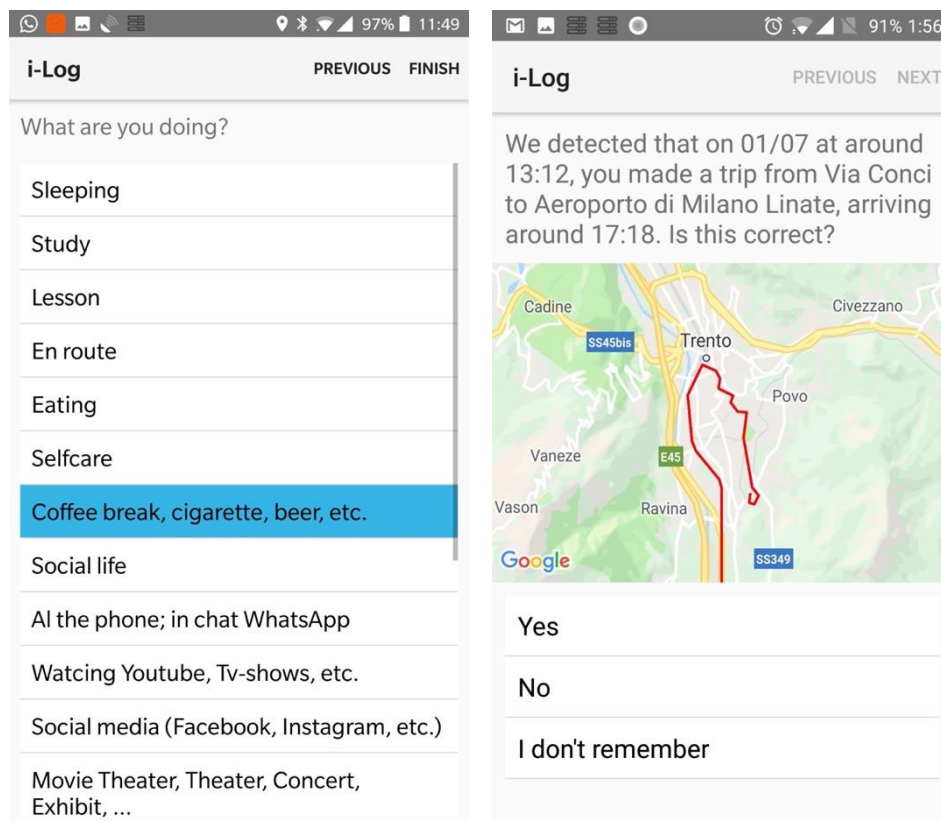 97% 11:49
i-Log PREVIOUS FINISH
What are you doing?
Sleeping
Study
Lesson
En route
Eating
Selfcare
Coffee break, cigarette, beer, etc.
Social life
Al the phone; in chat WhatsApp
Watcing Youtube, Tv-shows, etc.
Social media (Facebook, Instagram, etc.)
Movie Theater, Theater, Concert,
Exhibit, ...
91% 1:56
i-Log PREVIOUS NEXT
We detected that on 01/07 at around
13:12, you made a trip from Via Conci
to Aeroporto di Milano Linate, arriving
around 17:18. Is this correct?
Cadine
Civezzano
SS45bis
Trento
Povo
Vaneze
E45
Vason
Ravina
Google
SS349
Yes
No
I don't remember